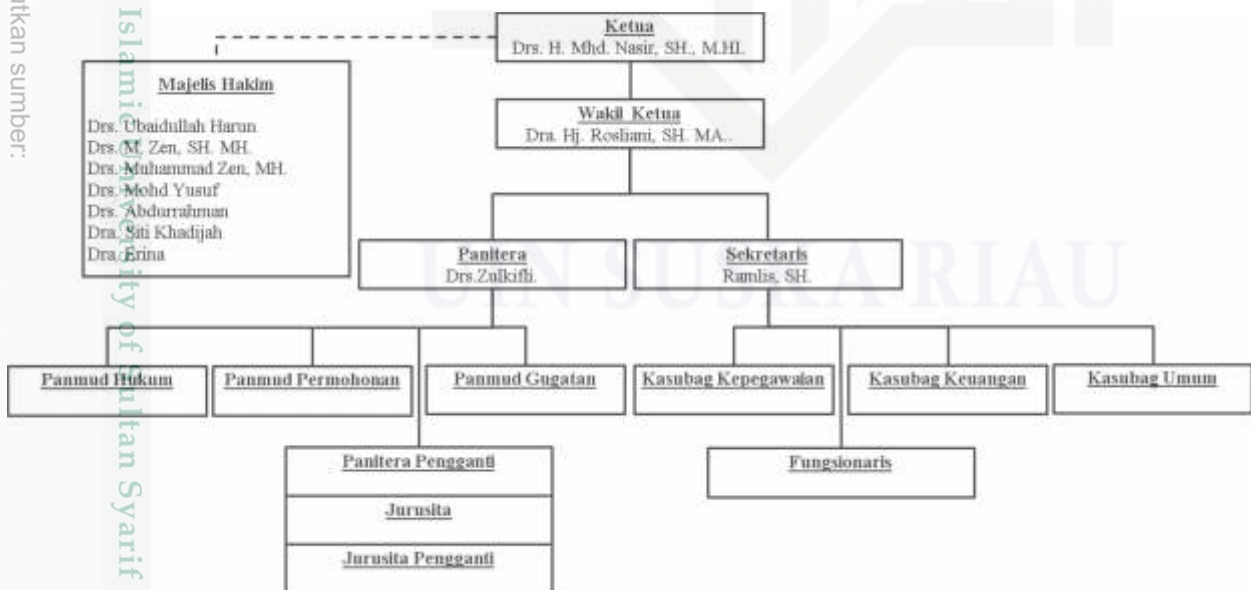 Ketua
Drs. H. Mhd. Nasir, SH., M.HI.
Majelis Hakim
Drs. Ubaidullah Harun
Drs. M. Zen, SH. MH.
Drs. Muhammad Zen, MH.
Drs. Mohd Yusuf
Drs. Abdurrahman
Dra. Siti Khadijah
Dra. Erina
Wakil Ketua
Dra. Hj. Rosliani, SH. MA..
Panitera
Drs.Zulkifli.
Sekretaris
Ramlis, SH.
Panmud Hukum
Panmud Permohonan
Panmud Gugatan
Kasubag Kepegawaian
Kasubag Keuangan
Kasubag Umum
Panitera Pengganti
Jurusita
Jurusita Pengganti
Fungsionaris
UIN SUSKA RIAU
Islamic University of Sultan Syarif
sumber: